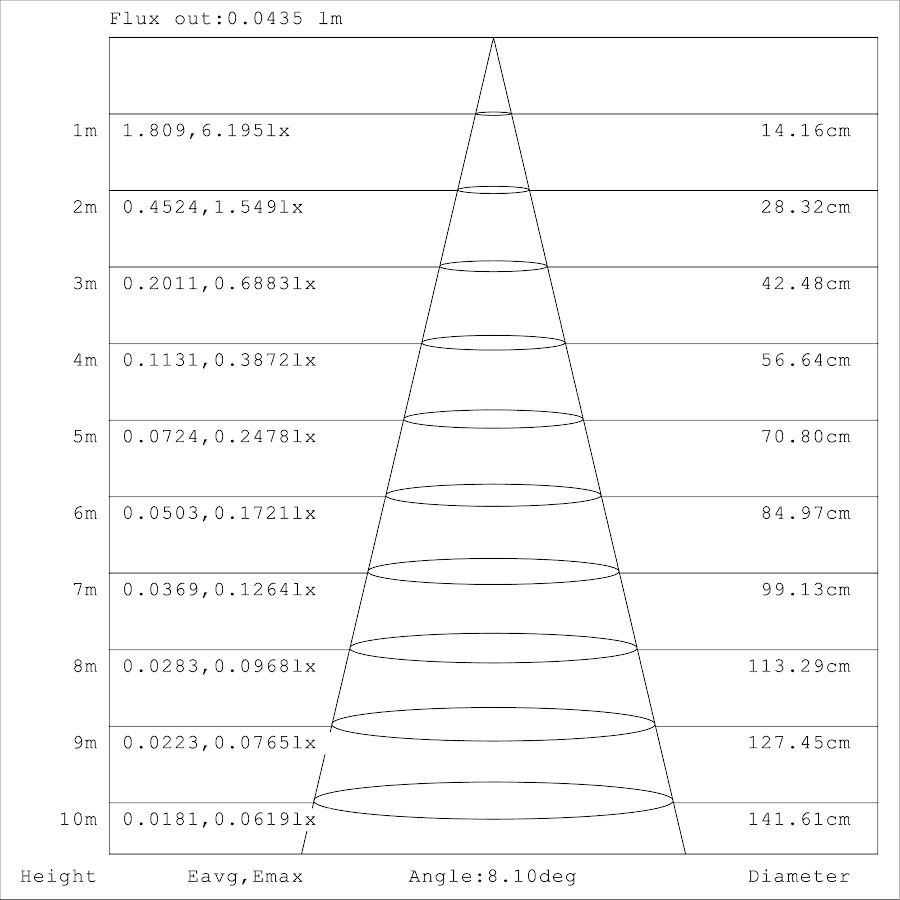 Flux out:0.0435 lm
1m 1.809,6.195lx 14.16cm
2m 0.4524,1.549lx 28.32cm
3m 0.2011,0.6883lx 42.48cm
4m 0.1131,0.3872lx 56.64cm
5m 0.0724,0.2478lx 70.80cm
6m 0.0503,0.1721lx 84.97cm
7m 0.0369,0.1264lx 99.13cm
8m 0.0283,0.0968lx 113.29cm
9m 0.0223,0.0765lx 127.45cm
10m 0.0181,0.0619lx 141.61cm
Height Eavg,Emax Angle:8.10deg Diameter